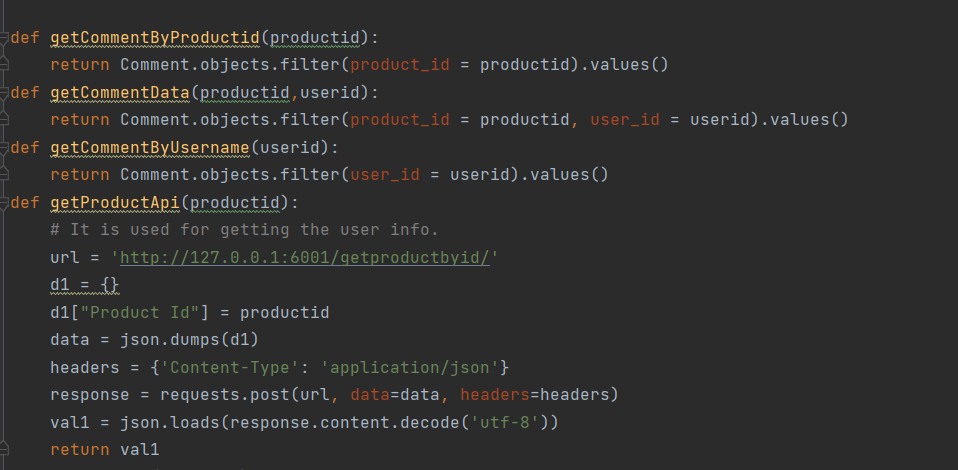 def getCommentByProductid(productid):
    return Comment.objects.filter(product_id = productid).values()
def getCommentData(productid,userid):
    return Comment.objects.filter(product_id = productid, user_id = userid).values()
def getCommentByUsername(userid):
    return Comment.objects.filter(user_id = userid).values()
def getProductApi(productid):
    # It is used for getting the user info.
    url = 'http://127.0.0.1:6001/getproductbyid/'
    d1 = {}
    d1["Product Id"] = productid
    data = json.dumps(d1)
    headers = {'Content-Type': 'application/json'}
    response = requests.post(url, data=data, headers=headers)
    val1 = json.loads(response.content.decode('utf-8'))
    return val1